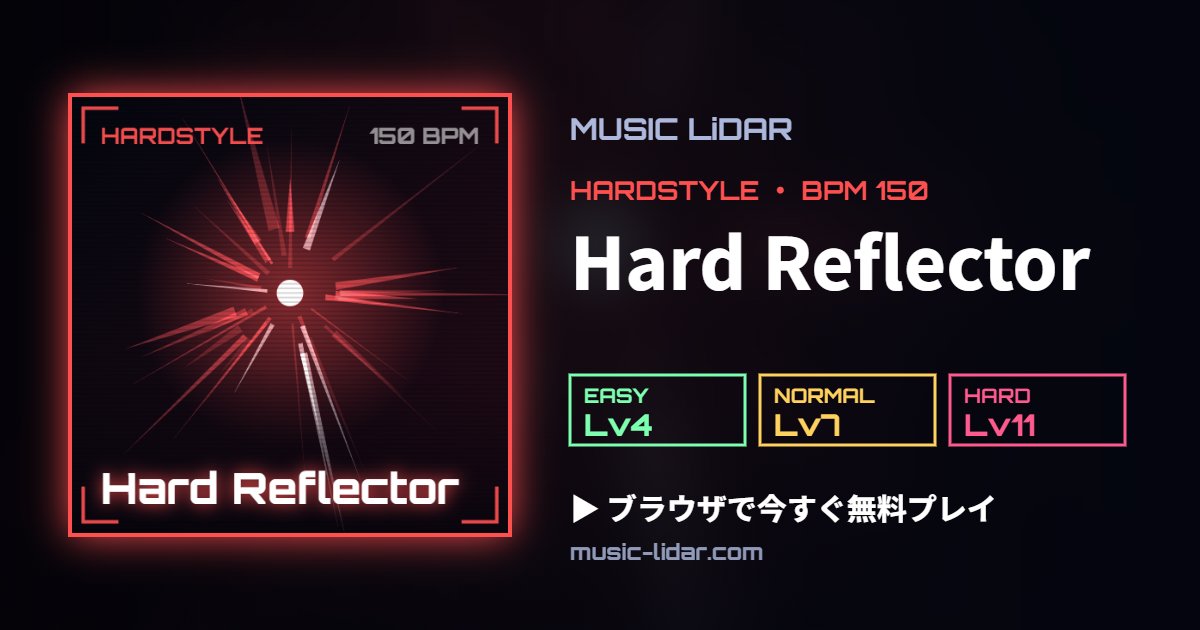 HARDSTYLE 150 BPM
Hard Reflector
MUSIC LiDAR
HARDSTYLE • BPM 150
Hard Reflector
EASY
Lv4
NORMAL
Lv7
HARD
Lv11
▶ ブラウザで今すぐ無料プレイ
music-lidar.com